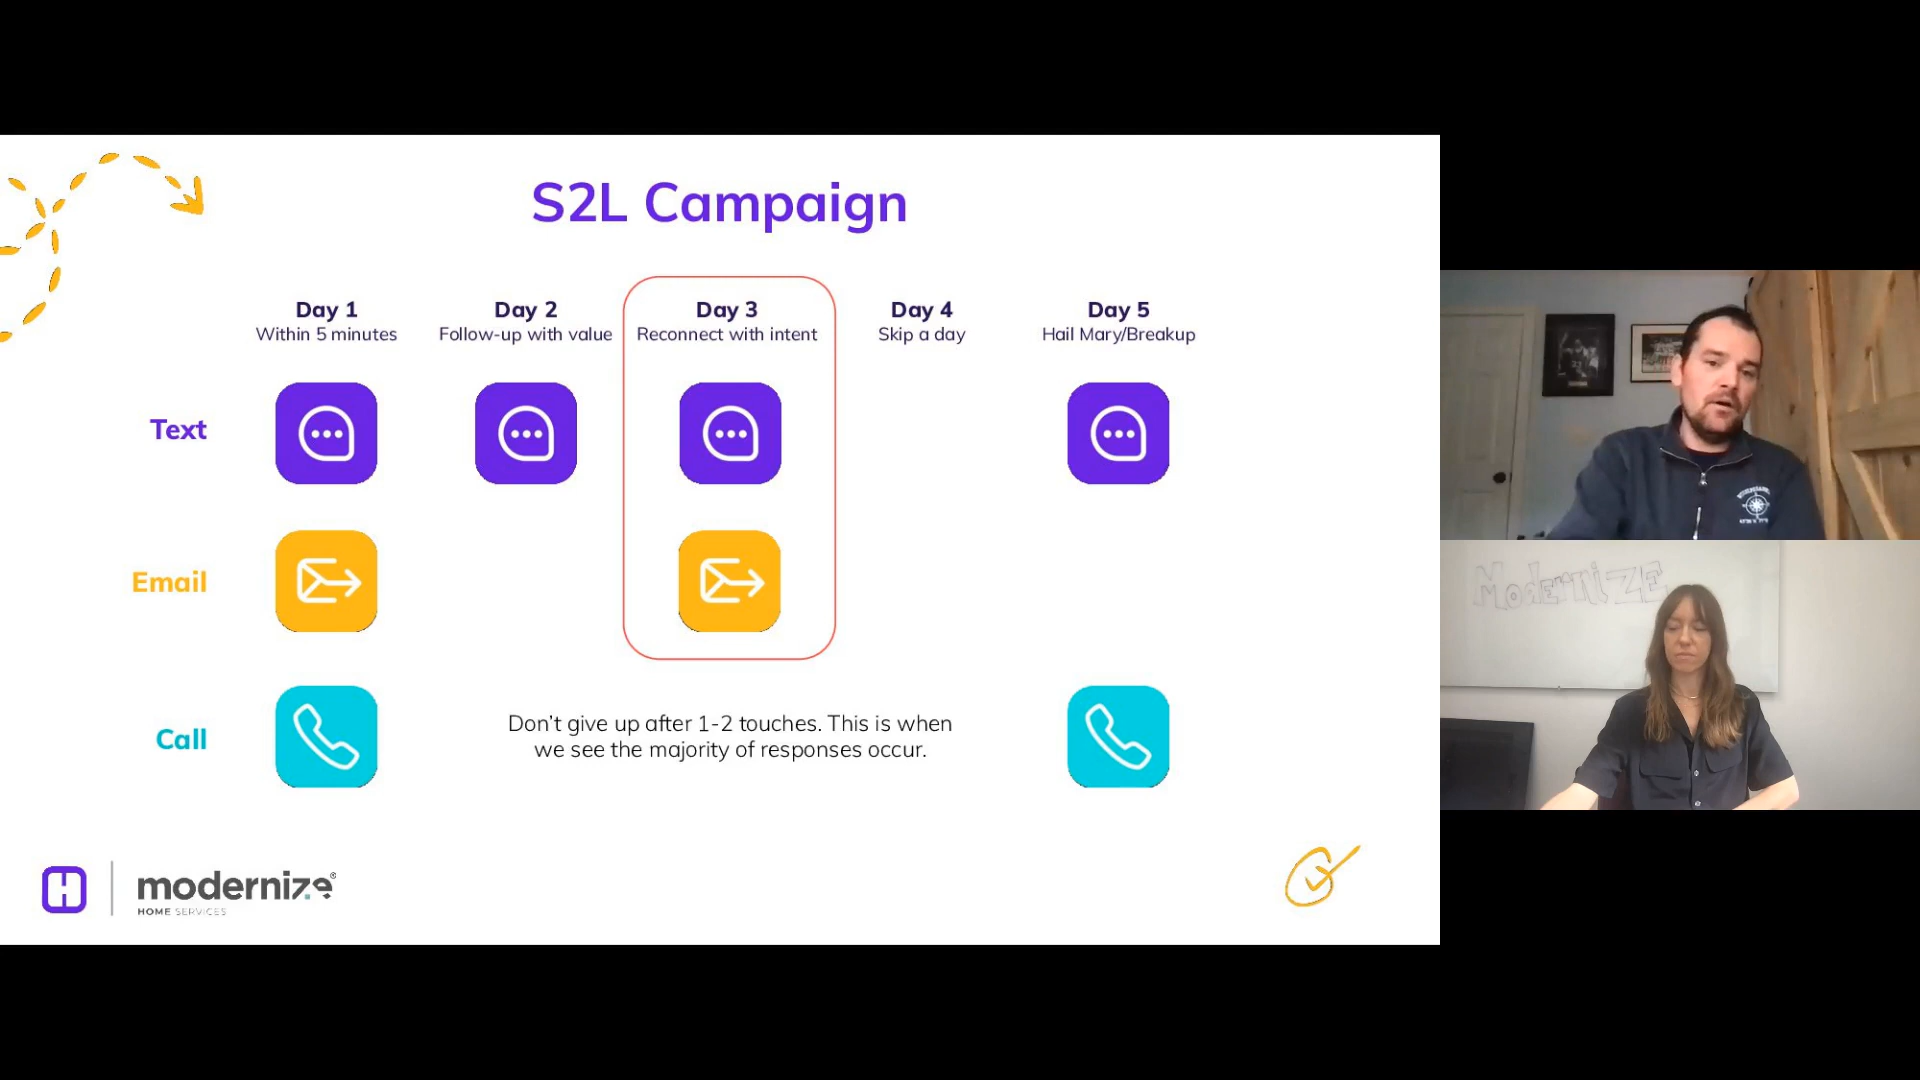 S2L Campaign
Day 1
Within 5 minutes
Day 2
Follow-up with value
Day 3
Reconnect with intent
Day 4
Skip a day
Day 5
Hail Mary/Breakup
Text
Email
Call
Don’t give up after 1-2 touches. This is when
we see the majority of responses occur.
modernize®
HOME SERVICES
ModerniZE